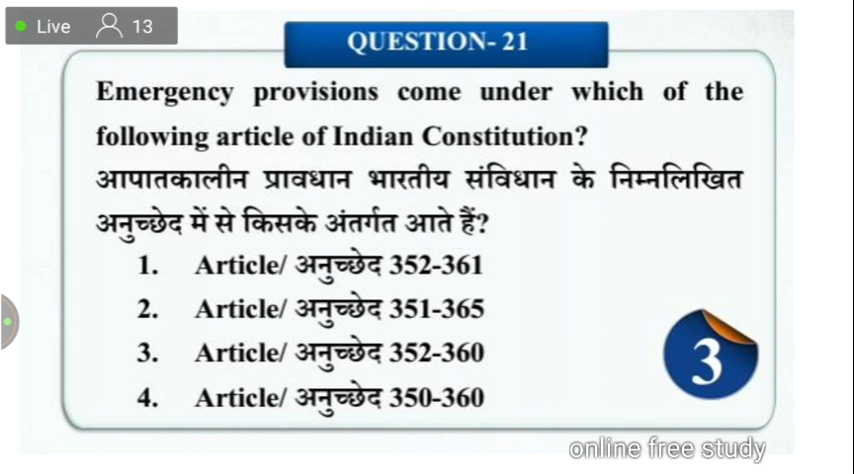 Live 13
QUESTION- 21
Emergency provisions come under which of the
following article of Indian Constitution?
आपातकालीन प्रावधान भारतीय संविधान के निम्नलिखित
अनुच्छेद में से किसके अंतर्गत आते हैं?
1. Article/ अनुच्छेद 352-361
2. Article/ अनुच्छेद 351-365
3. Article/ अनुच्छेद 352-360
4. Article/ अनुच्छेद 350-360
3
online free study